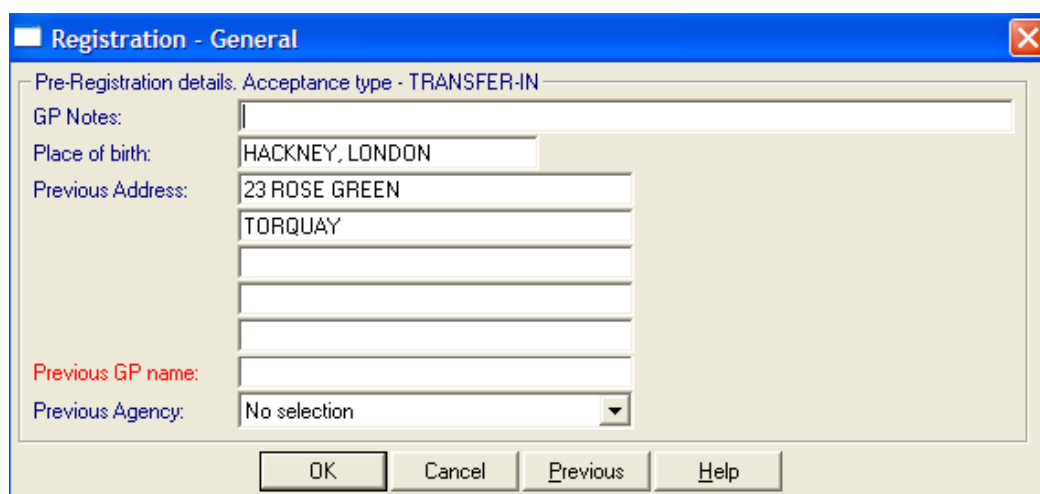 Registration - General
Pre-Registration details. Acceptance type - TRANSFER-IN
GP Notes:
Place of birth: HACKNEY, LONDON
Previous Address: 23 ROSE GREEN
TORQUAY
Previous GP name:
Previous Agency: No selection
OK Cancel Previous Help